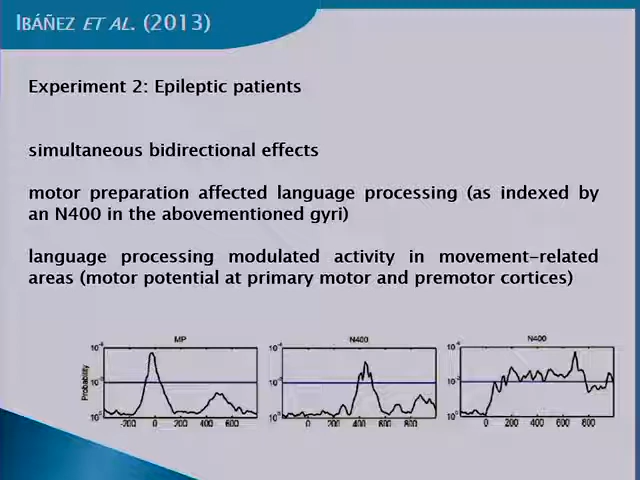 IBÁÑEZ ET AL. (2013)
Experiment 2: Epileptic patients
simultaneous bidirectional effects
motor preparation affected language processing (as indexed by
an N400 in the abovementioned gyri)
language processing modulated activity in movement-related
areas (motor potential at primary motor and premotor cortices)
MP N400 N400
Probability
-200 0 200 400 600
0 200 400 600 800
0 200 400 600 800